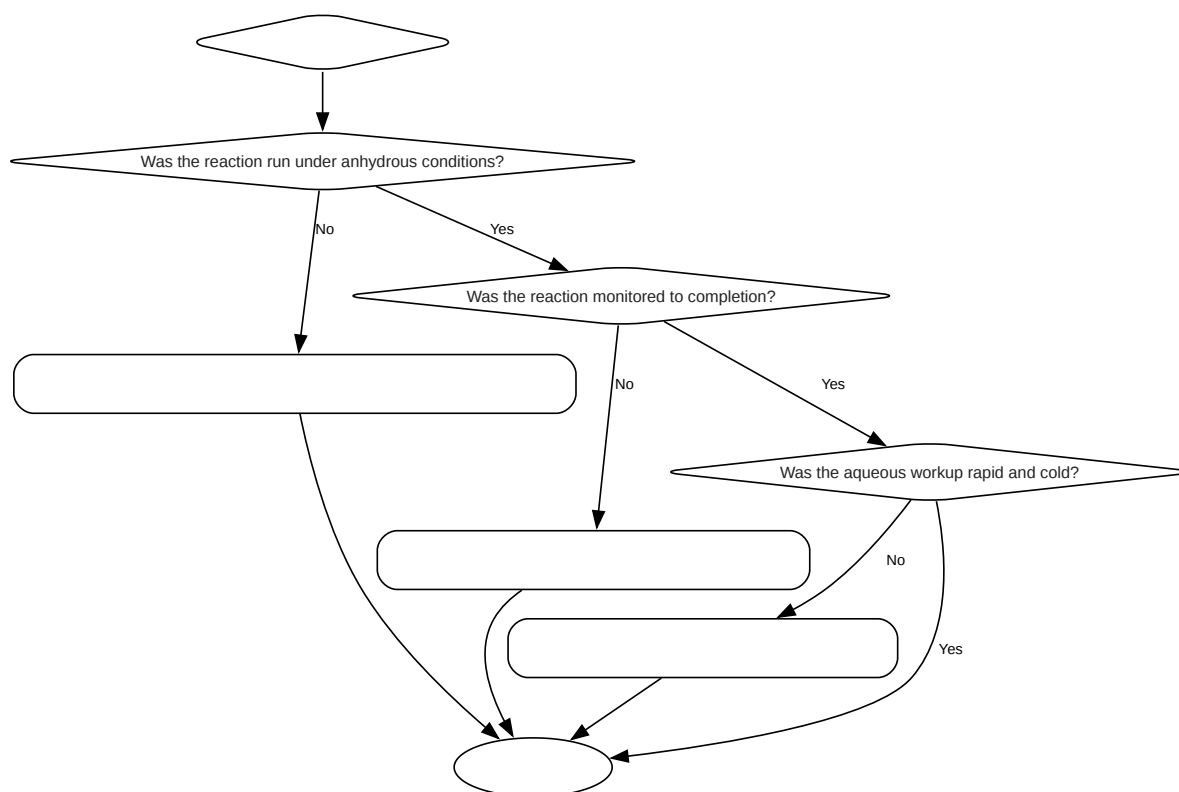 Was the reaction run under anhydrous conditions?
No
Yes
Was the reaction monitored to completion?
No
Yes
Was the aqueous workup rapid and cold?
No
Yes